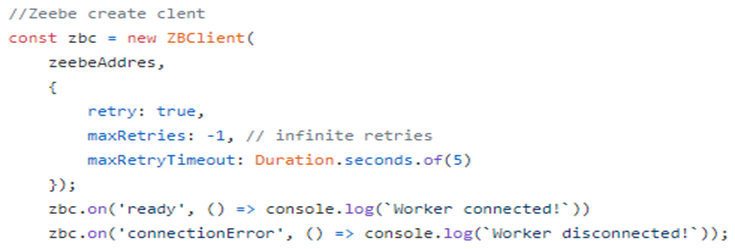 //Zeebe create clent
const zbc = new ZBClient(
zeebeAddres,
{
retry: true,
maxRetries: -1, // infinite retries
maxRetryTimeout: Duration.seconds.of(5)
});
zbc.on('ready', () => console.log(`Worker connected!`))
zbc.on('connectionError', () => console.log(`Worker disconnected!`));